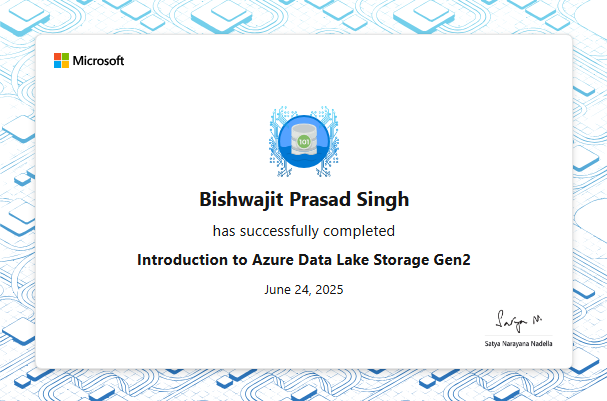 Microsoft
101
Bishwajit Prasad Singh
has successfully completed
Introduction to Azure Data Lake Storage Gen2
June 24, 2025
Satya N.
Satya Narayana Nadella